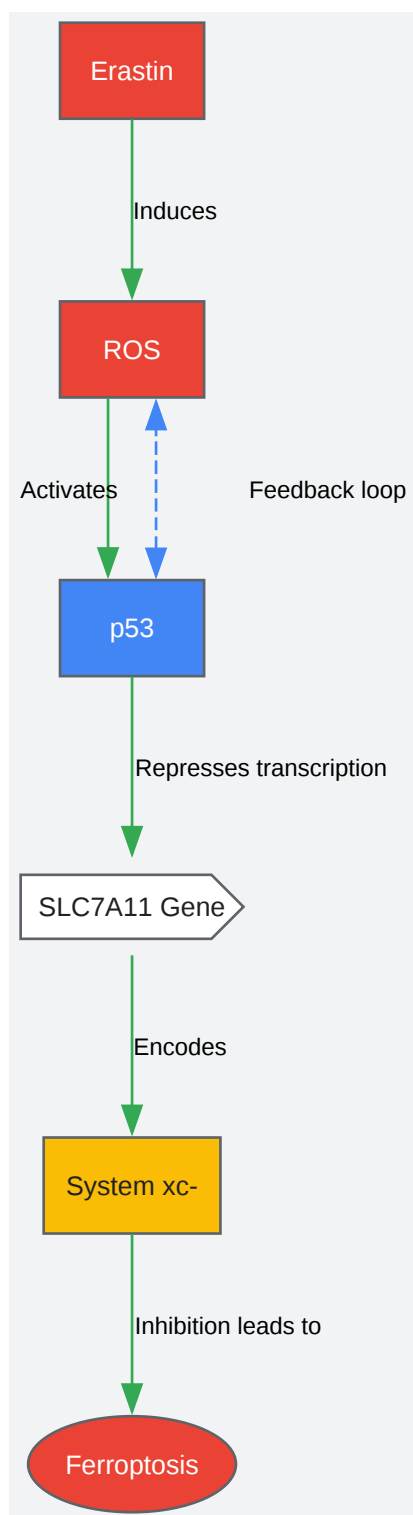 Erastin
Induces
ROS
Activates
Feedback loop
p53
Represses transcription
SLC7A11 Gene
Encodes
System xc-
Inhibition leads to
Ferroptosis